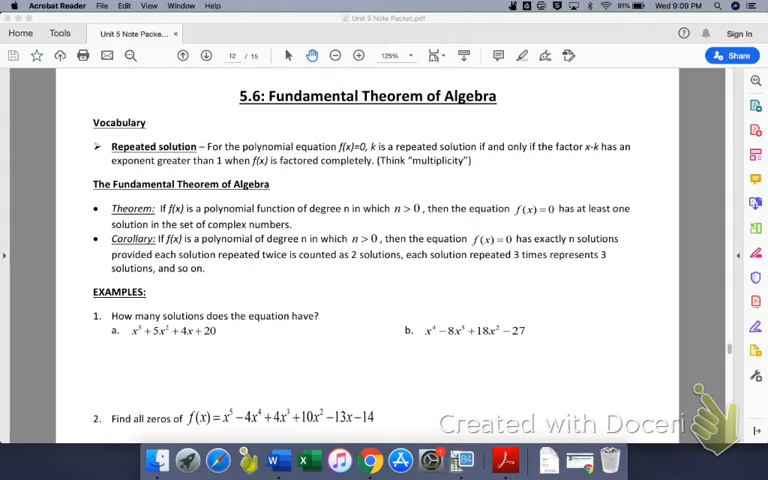 Acrobat Reader File Edit View Window Help 91% Wed 9:09 PM
Unit 5 Note Packet.pdf
Home Tools Unit 5 Note Packe... × Sign In
12 / 15 125% Share
5.6: Fundamental Theorem of Algebra
Vocabulary
➢ Repeated solution – For the polynomial equation f(x)=0, k is a repeated solution if and only if the factor x-k has an
exponent greater than 1 when f(x) is factored completely. (Think “multiplicity”)
The Fundamental Theorem of Algebra
• Theorem: If f(x) is a polynomial function of degree n in which n > 0 , then the equation f(x) = 0 has at least one
solution in the set of complex numbers.
• Corollary: If f(x) is a polynomial of degree n in which n > 0 , then the equation f(x) = 0 has exactly n solutions
provided each solution repeated twice is counted as 2 solutions, each solution repeated 3 times represents 3
solutions, and so on.
EXAMPLES:
1. How many solutions does the equation have?
a. x³ + 5x² + 4x + 20 b. x⁴ − 8x³ + 18x² − 27
2. Find all zeros of f(x) = x⁵ − 4x⁴ + 4x³ + 10x² − 13x − 14
Created with Doceri